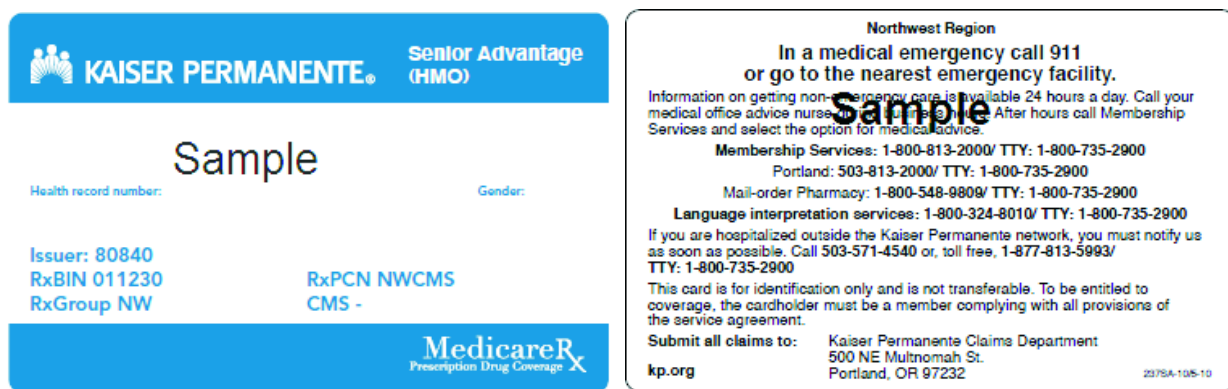 KAISER PERMANENTE®
Senior Advantage
(HMO)
Sample
Health record number:
Gender:
Issuer: 80840
RxBIN 011230
RxPCN NWCMS
RxGroup NW
CMS -
MedicareRx
Prescription Drug Coverage
Northwest Region
In a medical emergency call 911
or go to the nearest emergency facility.
Information on getting non-emergency care is available 24 hours a day. Call your
medical office advice nurse during business hours. After hours call Membership
Services and select the option for medical advice.
Sample
Membership Services: 1-800-813-2000/ TTY: 1-800-735-2900
Portland: 503-813-2000/ TTY: 1-800-735-2900
Mail-order Pharmacy: 1-800-548-9809/ TTY: 1-800-735-2900
Language interpretation services: 1-800-324-8010/ TTY: 1-800-735-2900
If you are hospitalized outside the Kaiser Permanente network, you must notify us
as soon as possible. Call 503-571-4540 or, toll free, 1-877-813-5993/
TTY: 1-800-735-2900
This card is for identification only and is not transferable. To be entitled to
coverage, the cardholder must be a member complying with all provisions of
the service agreement.
Submit all claims to: Kaiser Permanente Claims Department
500 NE Multnomah St.
kp.org Portland, OR 97232
237SA-10/5-10